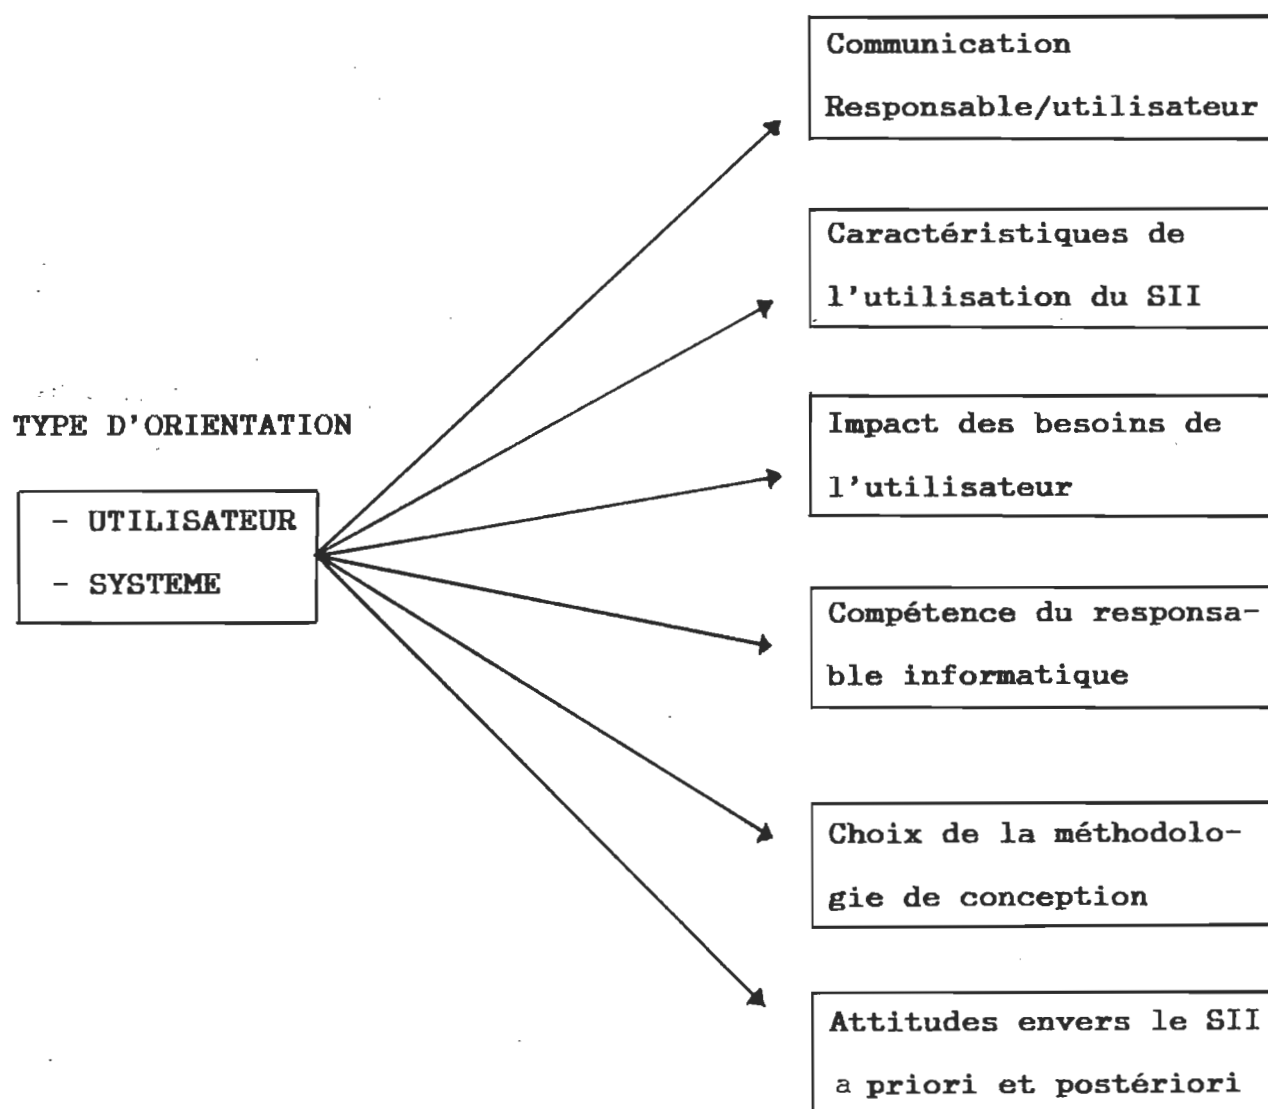 Communication
Responsable/utilisateur
Caractéristiques de
l'utilisation du SII
TYPE D'ORIENTATION
- UTILISATEUR
- SYSTEME
Impact des besoins de
l'utilisateur
Compétence du responsa-
ble informatique
Choix de la méthodolo-
gie de conception
Attitudes envers le SII
a priori et postériori